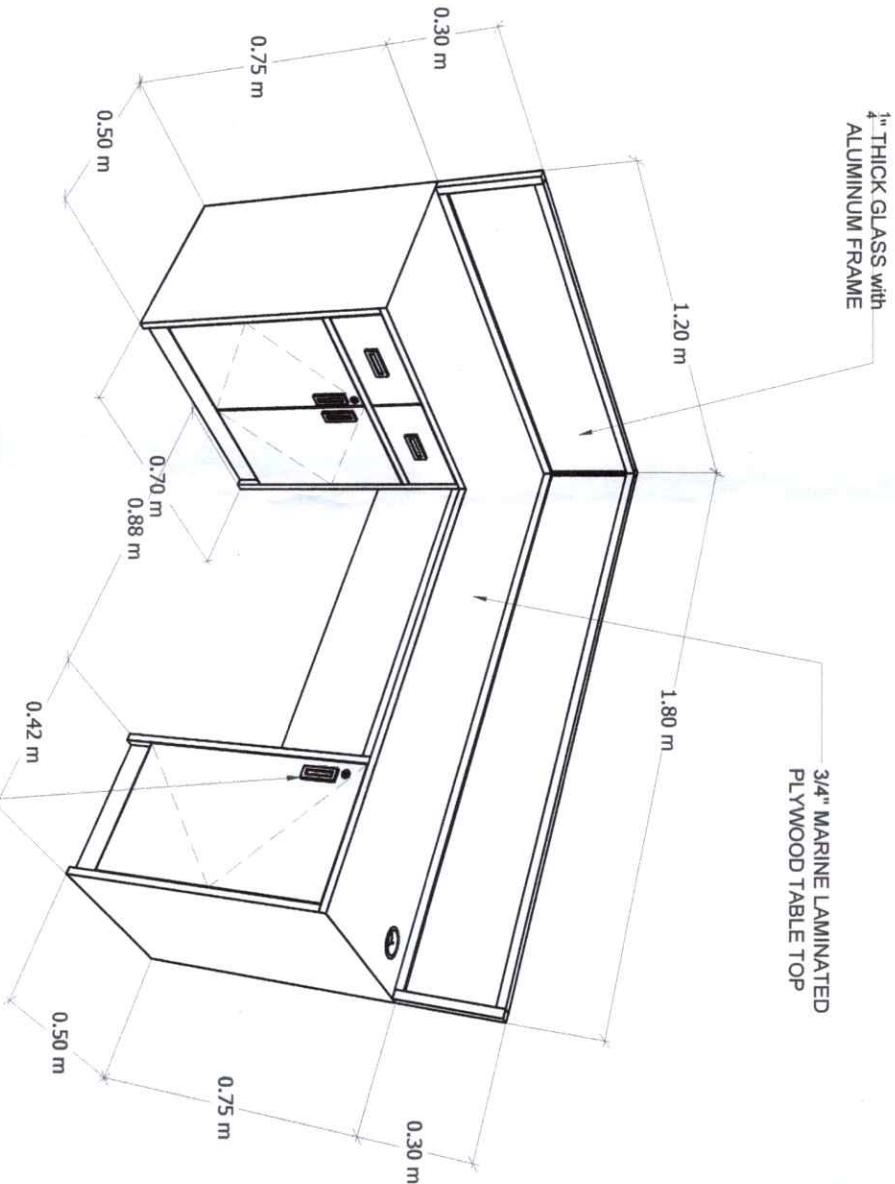 1/4" THICK GLASS with
ALUMINUM FRAME
3/4" MARINE LAMINATED
PLYWOOD TABLE TOP
1.20 m
1.80 m
0.30 m
0.75 m
0.50 m
0.70 m
0.88 m
0.42 m
0.50 m
0.75 m
0.30 m